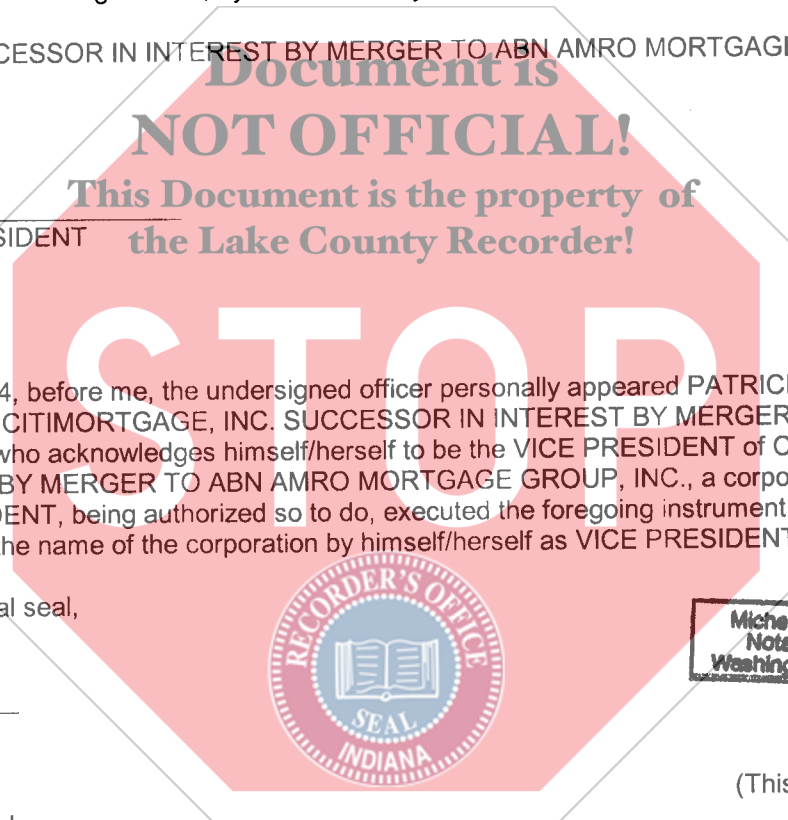 CESSOR IN INTEREST BY MERGER TO ABN AMRO MORTGAGE
Document is
NOT OFFICIAL!
This Document is the property of
SIDENT
the Lake County Recorder!
STOP
4, before me, the undersigned officer personally appeared PATRICI
CITIMORTGAGE, INC. SUCCESSOR IN INTEREST BY MERGER
who acknowledges himself/herself to be the VICE PRESIDENT of C
BY MERGER TO ABN AMRO MORTGAGE GROUP, INC., a corpo
DENT, being authorized so to do, executed the foregoing instrument
the name of the corporation by himself/herself as VICE PRESIDENT
al seal,
RECORDER'S OFFICE
SEAL
INDIANA
Miche
Nota
Washing
(This